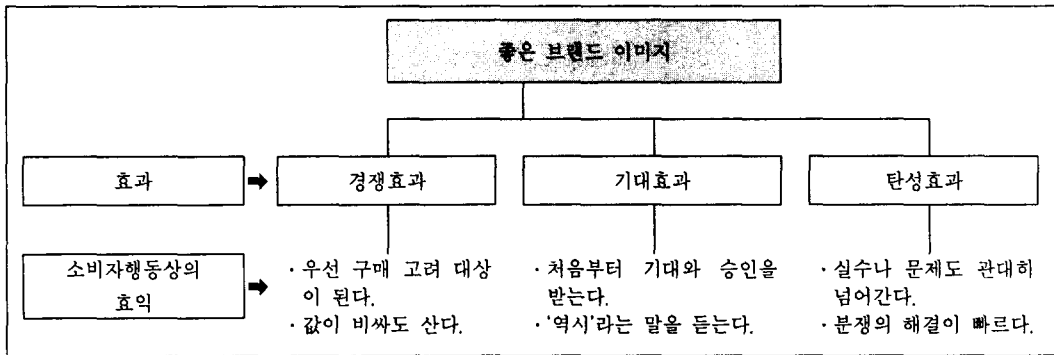 좋은 브랜드 이미지
효과
경쟁효과
기대효과
탄성효과
소비자행동상의
효익
· 우선 구매 고려 대상
이 된다.
· 값이 비싸도 산다.
· 처음부터 기대와 승인을
받는다.
· '역시'라는 말을 듣는다.
· 실수나 문제도 관대히
넘어간다.
· 분쟁의 해결이 빠르다.